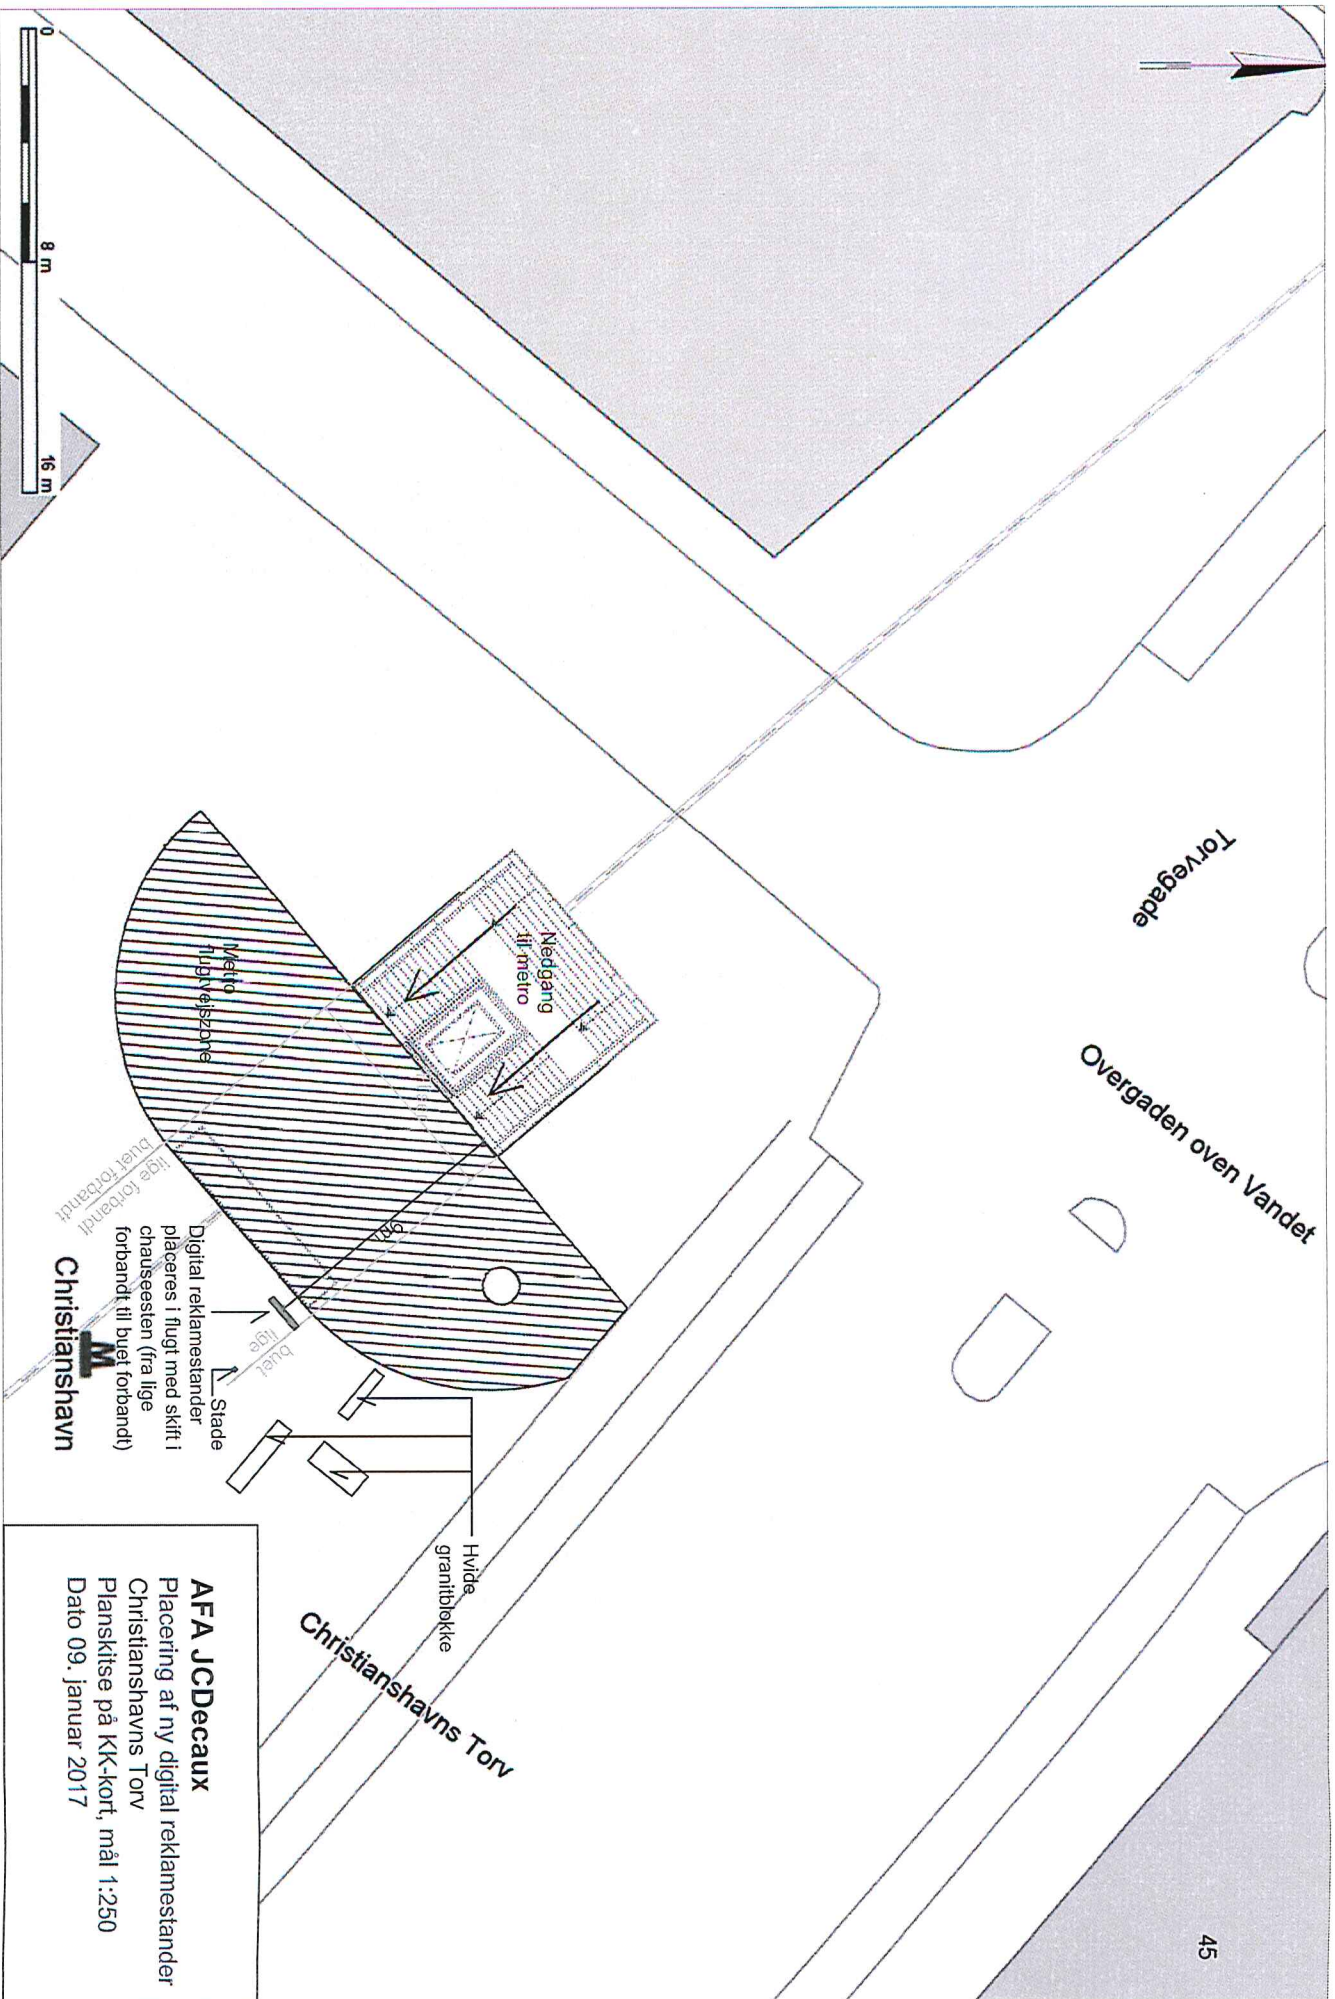 45
Torvegade
Overgaden oven Vandet
Nedgang
til metro
Metro
flugtvejszone
9m
buet forbandt
lige forbandt
lige
buet
Stade
Digital reklamestander
placeres i flugt med skift i
chauseesten (fra lige
forbandt til buet forbandt)
M
Christianshavn
Hvide
granitblokke
Christianshavns Torv
0
8 m
16 m
AFA JCDecaux
Placering af ny digital reklamestander
Christianshavns Torv
Planskitse på KK-kort, mål 1:250
Dato 09. januar 2017